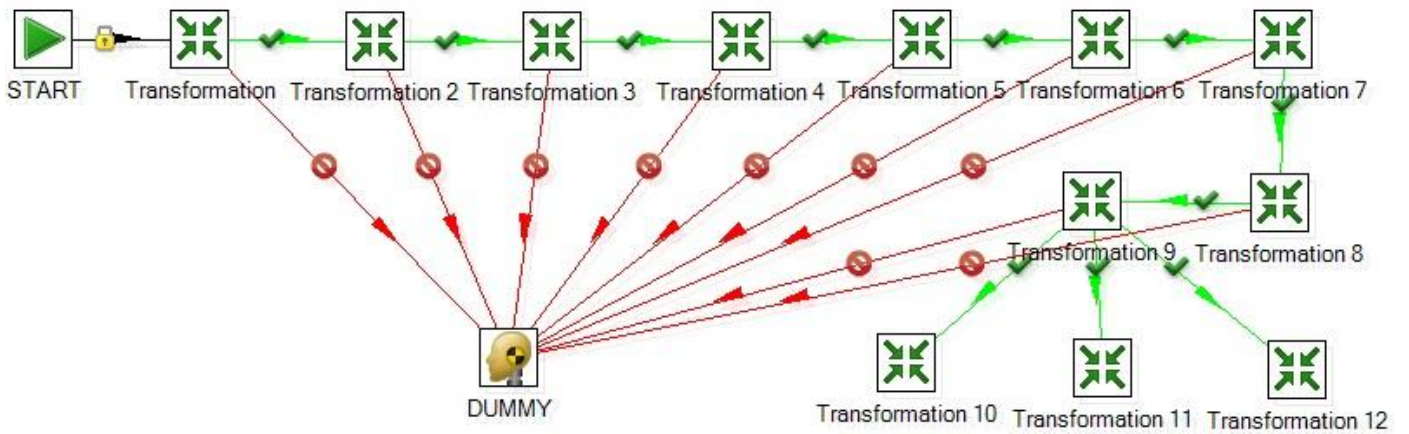 START
Transformation
Transformation 2
Transformation 3
Transformation 4
Transformation 5
Transformation 6
Transformation 7
Transformation 9
Transformation 8
DUMMY
Transformation 10
Transformation 11
Transformation 12